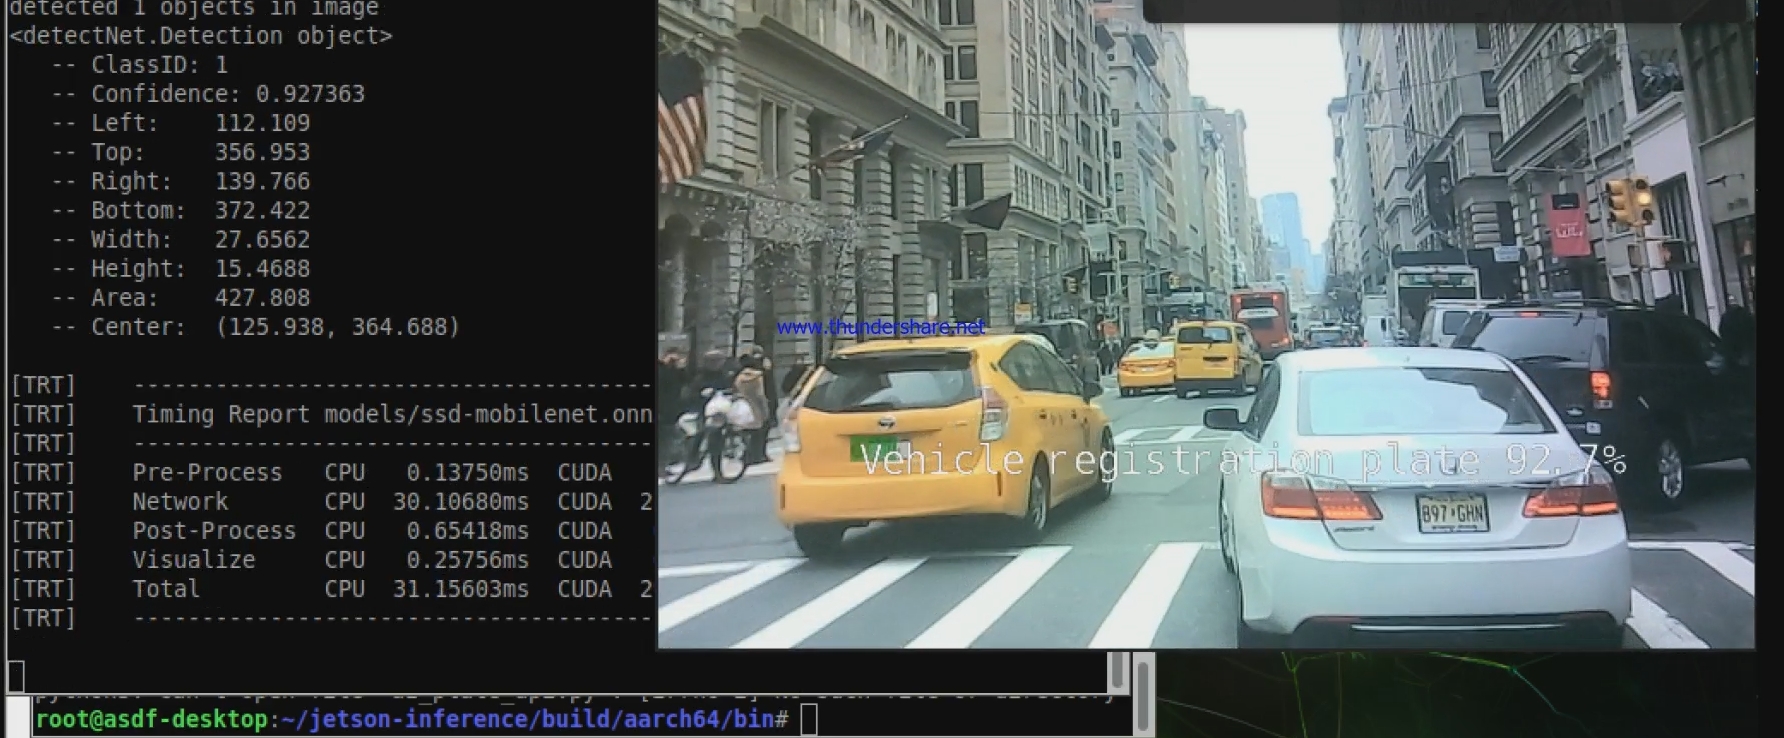 detected 1 objects in image
<detectNet.Detection object>
-- ClassID: 1
-- Confidence: 0.927363
-- Left: 112.109
-- Top: 356.953
-- Right: 139.766
-- Bottom: 372.422
-- Width: 27.6562
-- Height: 15.4688
-- Area: 427.808
-- Center: (125.938, 364.688)
[TRT] ------------------------------------------
[TRT] Timing Report models/ssd-mobilenet.onn
[TRT] ------------------------------------------
[TRT] Pre-Process CPU 0.13750ms CUDA
[TRT] Network CPU 30.10680ms CUDA 2
[TRT] Post-Process CPU 0.65418ms CUDA
[TRT] Visualize CPU 0.25756ms CUDA
[TRT] Total CPU 31.15603ms CUDA 2
[TRT] ------------------------------------------
www.thundershare.net
Vehicle registration plate 92.7%
B97 GHN
root@asdf-desktop:~/jetson-inference/build/aarch64/bin#